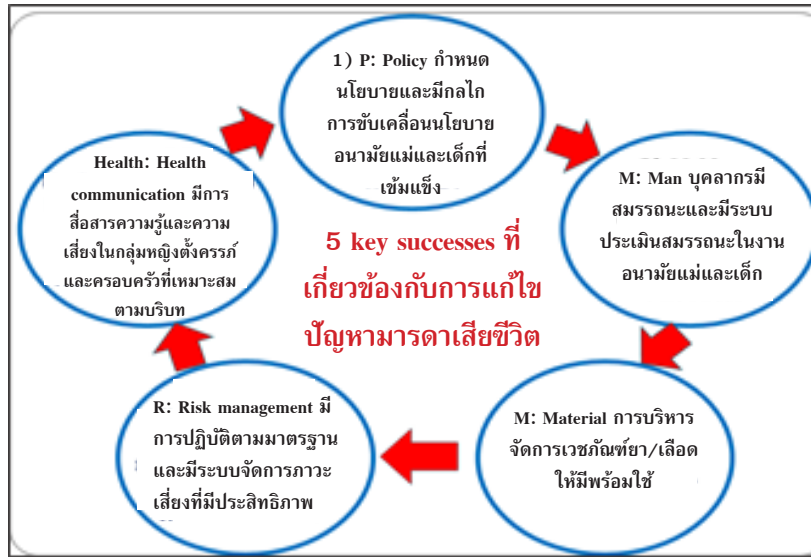 1) P: Policy กำหนด
นโยบายและมีกลไก
การขับเคลื่อนนโยบาย
อนามัยแม่และเด็กที่
เข้มแข็ง
M: Man บุคลากรมี
สมรรถนะและมีระบบ
ประเมินสมรรถนะในงาน
อนามัยแม่และเด็ก
M: Material การบริหาร
จัดการเวชภัณฑ์ยา/เลือด
ให้มีพร้อมใช้
R: Risk management มี
การปฏิบัติตามมาตรฐาน
และมีระบบจัดการภาวะ
เสี่ยงที่มีประสิทธิภาพ
Health: Health
communication มีการ
สื่อสารความรู้และความ
เสี่ยงในกลุ่มหญิงตั้งครรภ์
และครอบครัวที่เหมาะสม
ตามบริบท
5 key successes ที่
เกี่ยวข้องกับการแก้ไข
ปัญหามารดาเสียชีวิต